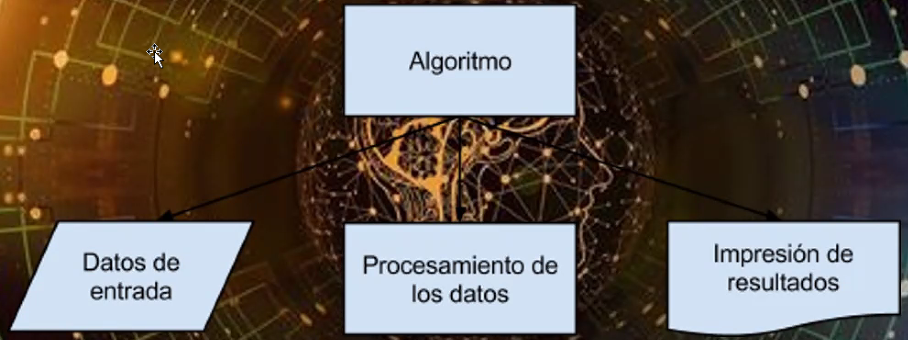 Algoritmo
Datos de
entrada
Procesamiento de
los datos
Impresión de
resultados